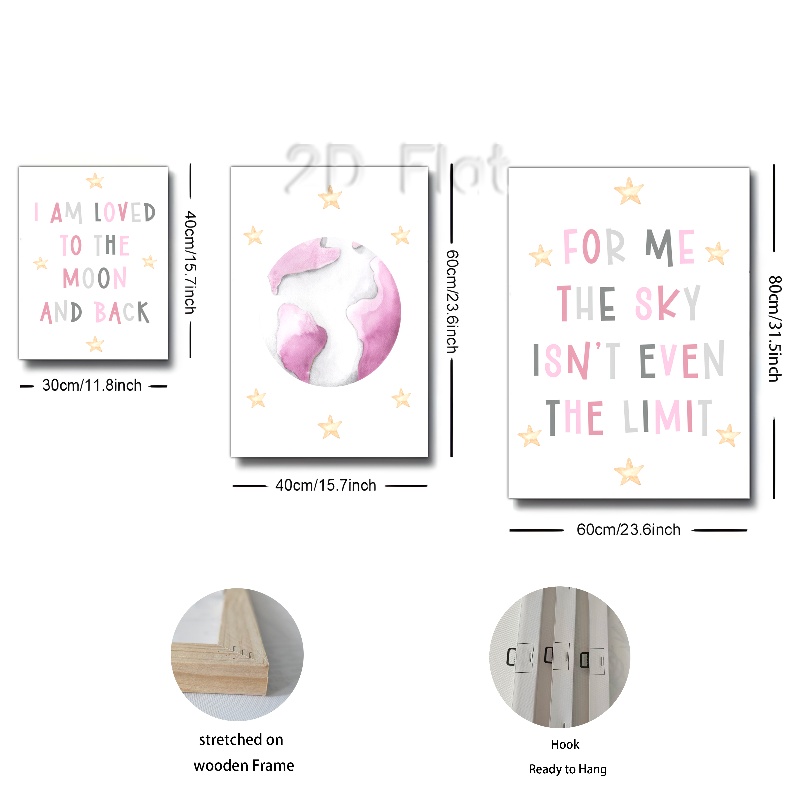 2D Flat
I AM LOVED
TO THE
MOON
AND BACK
40cm/15.7inch
30cm/11.8inch
60cm/23.6inch
40cm/15.7inch
FOR ME
THE SKY
ISN'T EVEN
THE LIMIT
80cm/31.5inch
60cm/23.6inch
stretched on
wooden Frame
Hook
Ready to Hang